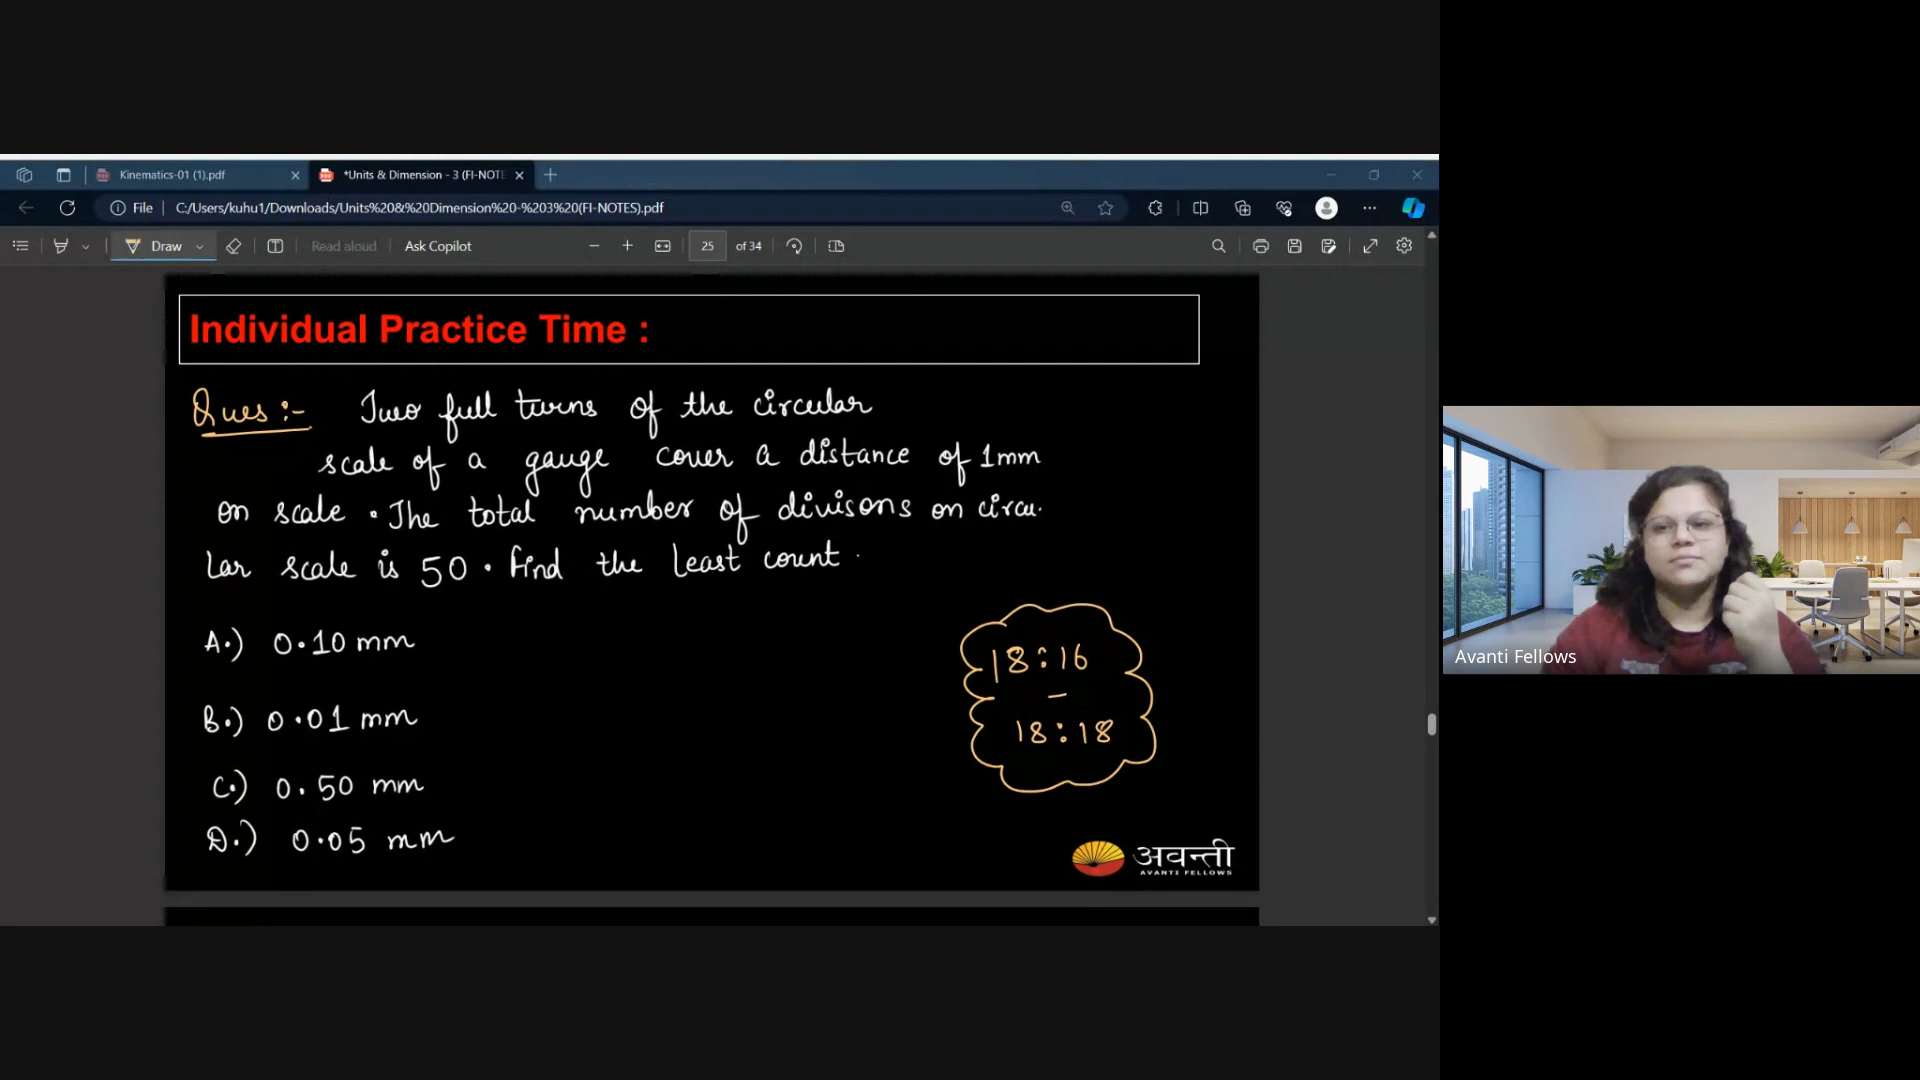 Kinematics-01 (1).pdf
*Units & Dimension - 3 (FI-NOTE
File
C:/Users/kuhu1/Downloads/Units%20&%20Dimension%20-%203%20(FI-NOTES).pdf
Draw
Read aloud
Ask Copilot
25
of 34
Individual Practice Time :
Ques :- Two full turns of the circular
scale of a gauge cover a distance of 1mm
on scale . The total number of divisons on circu.
lar scale is 50 . Find the least count .
A.) 0.10 mm
B.) 0.01 mm
C.) 0.50 mm
D.) 0.05 mm
18:16
–
18:18
अवन्ती
AVANTI FELLOWS
Avanti Fellows